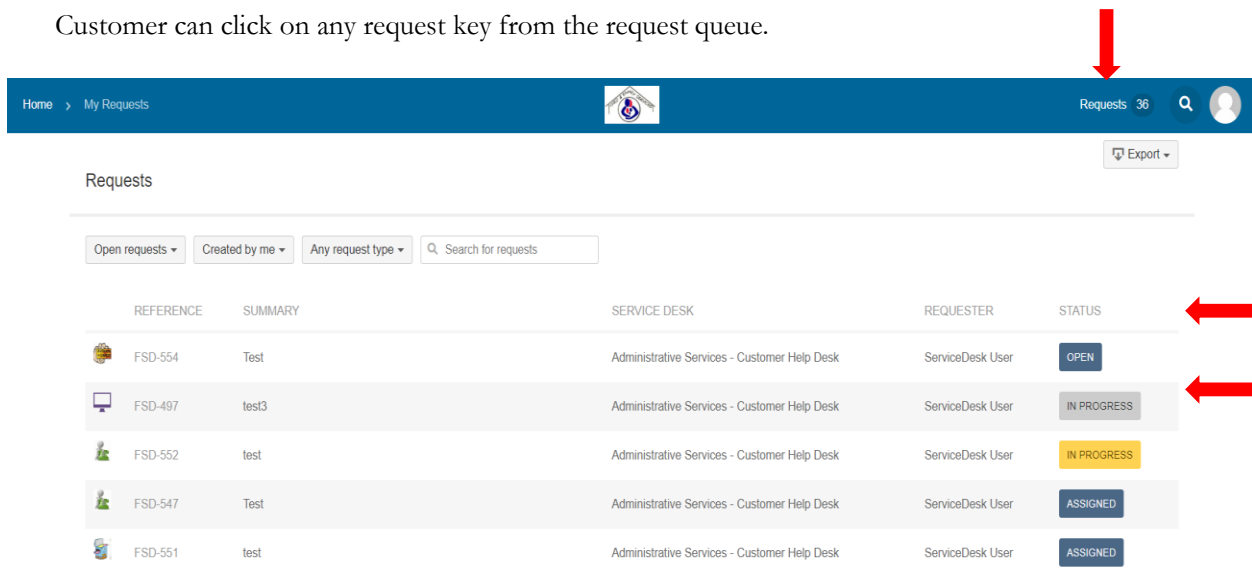 Customer can click on any request key from the request queue.
Home > My Requests Requests 36
Export
Requests
Open requests Created by me Any request type Search for requests
REFERENCE SUMMARY SERVICE DESK REQUESTER STATUS
FSD-554 Test Administrative Services - Customer Help Desk ServiceDesk User OPEN
FSD-497 test3 Administrative Services - Customer Help Desk ServiceDesk User IN PROGRESS
FSD-552 test Administrative Services - Customer Help Desk ServiceDesk User IN PROGRESS
FSD-547 Test Administrative Services - Customer Help Desk ServiceDesk User ASSIGNED
FSD-551 test Administrative Services - Customer Help Desk ServiceDesk User ASSIGNED